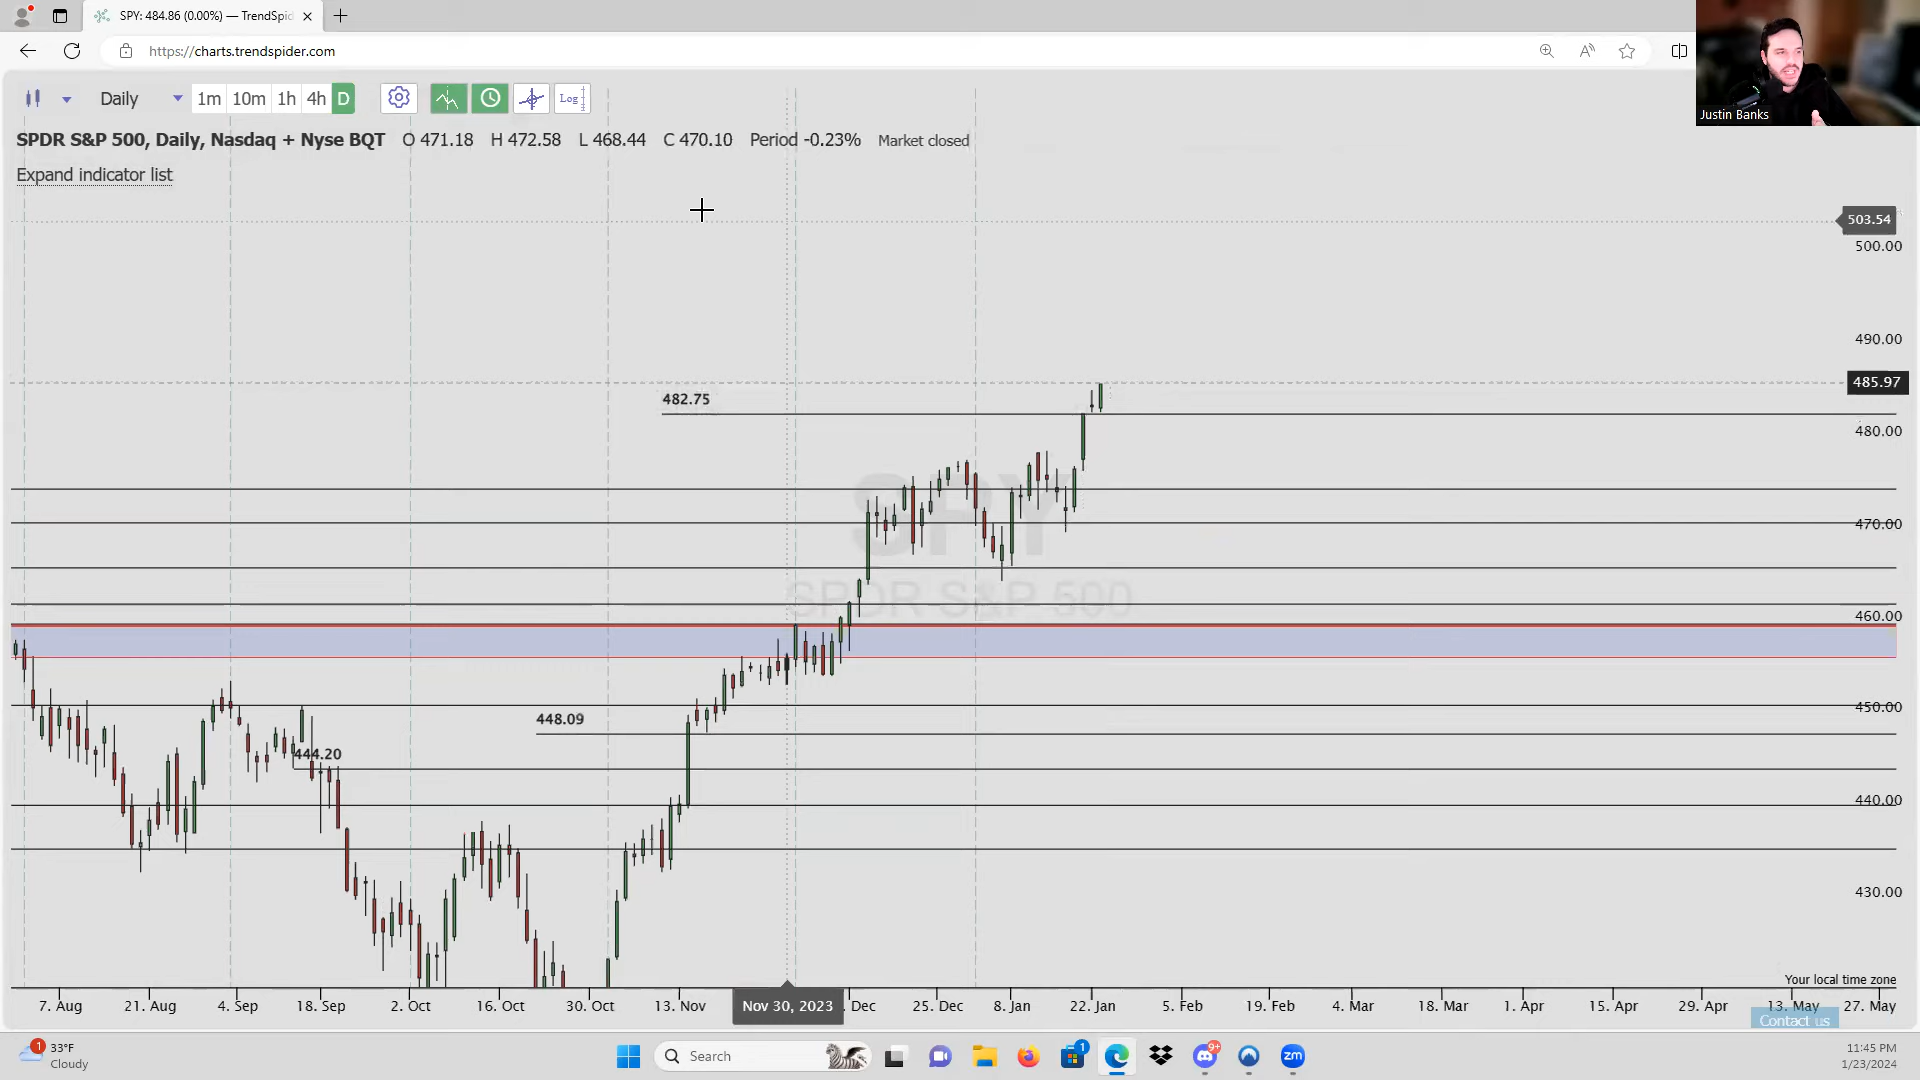 SPY: 484.86 (0.00%) — TrendSpid
https://charts.trendspider.com
Justin Banks
Daily 1m 10m 1h 4h D Log
SPDR S&P 500, Daily, Nasdaq + Nyse BQT O 471.18 H 472.58 L 468.44 C 470.10 Period -0.23% Market closed
Expand indicator list
503.54
500.00
490.00
485.97
482.75
480.00
SPY
470.00
SPDR S&P 500
460.00
450.00
448.09
444.20
440.00
430.00
Your local time zone
7. Aug 21. Aug 4. Sep 18. Sep 2. Oct 16. Oct 30. Oct 13. Nov Nov 30, 2023 . Dec 25. Dec 8. Jan 22. Jan 5. Feb 19. Feb 4. Mar 18. Mar 1. Apr 15. Apr 29. Apr 13. May 27. May
Contact us
1 33°F
Cloudy
Search
1
9+
zm
11:45 PM
1/23/2024